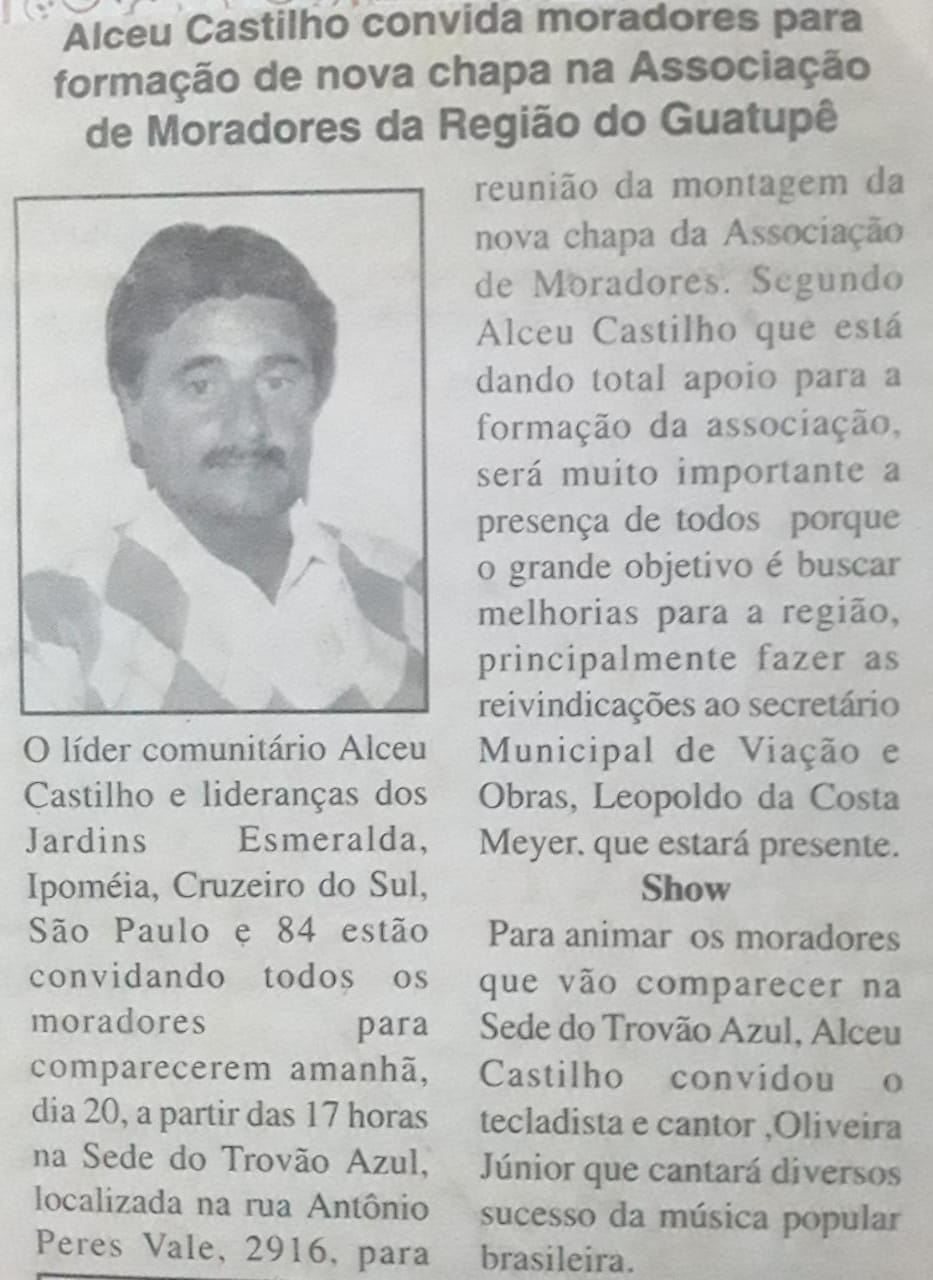 Alceu Castilho convida moradores para
formação de nova chapa na Associação
de Moradores da Região do Guatupê
O líder comunitário Alceu
Castilho e lideranças dos
Jardins Esmeralda,
Ipoméia, Cruzeiro do Sul,
São Paulo e 84 estão
convidando todos os
moradores para
comparecerem amanhã,
dia 20, a partir das 17 horas
na Sede do Trovão Azul,
localizada na rua Antônio
Peres Vale, 2916, para
reunião da montagem da
nova chapa da Associação
de Moradores. Segundo
Alceu Castilho que está
dando total apoio para a
formação da associação,
será muito importante a
presença de todos porque
o grande objetivo é buscar
melhorias para a região,
principalmente fazer as
reivindicações ao secretário
Municipal de Viação e
Obras, Leopoldo da Costa
Meyer. que estará presente.
Show
Para animar os moradores
que vão comparecer na
Sede do Trovão Azul, Alceu
Castilho convidou o
tecladista e cantor ,Oliveira
Júnior que cantará diversos
sucesso da música popular
brasileira.